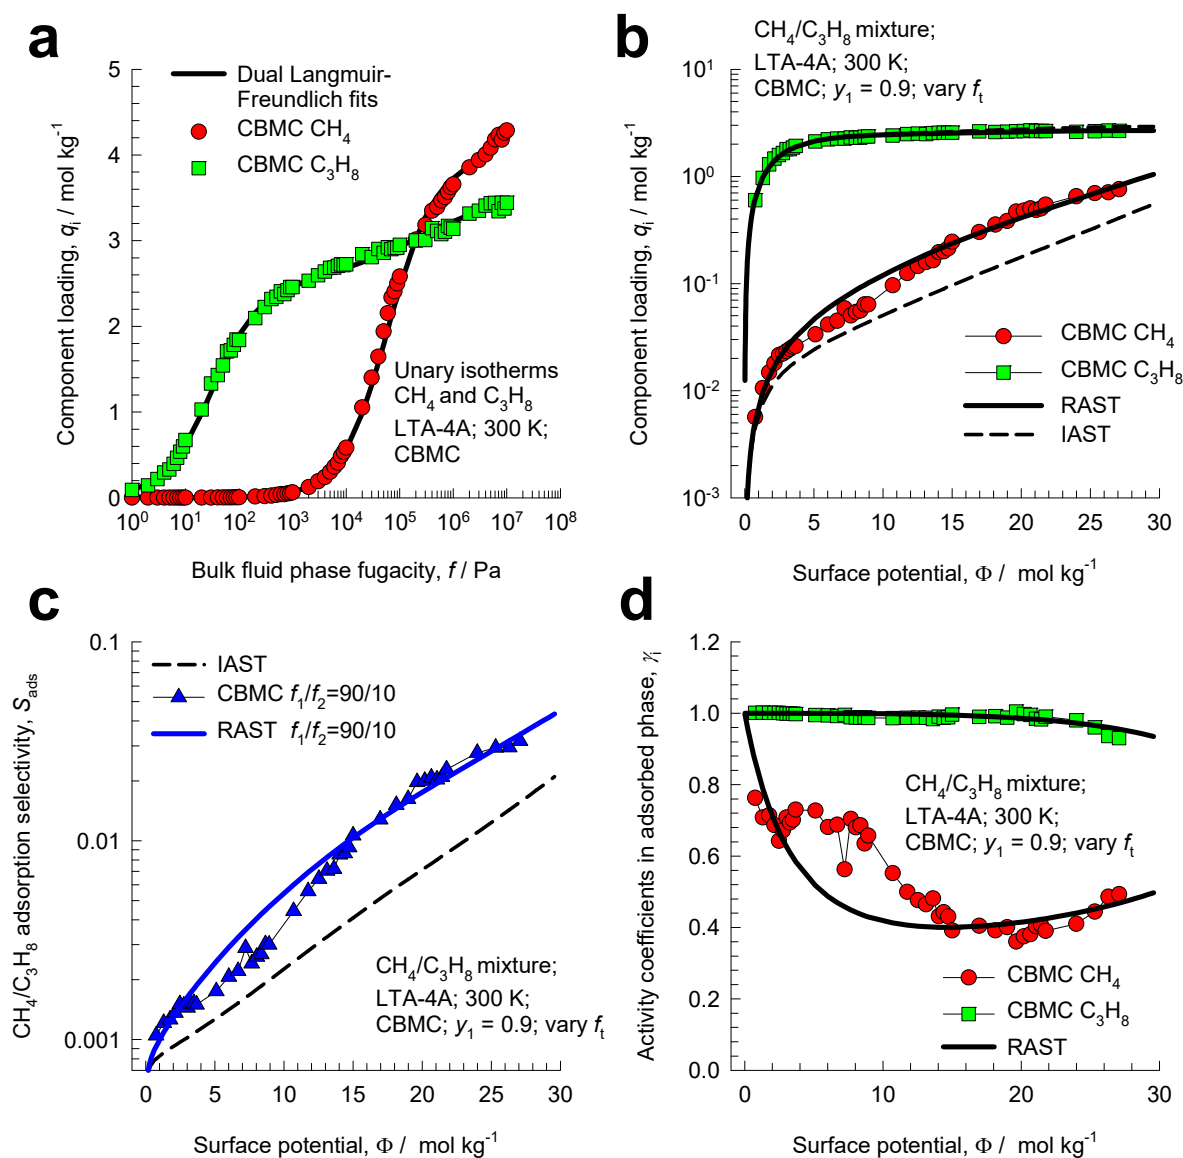 a
5
4
3
2
1
0
Component loading, qi / mol kg-1
Dual Langmuir-
Freundlich fits
CBMC CH4
CBMC C3H8
Unary isotherms
CH4 and C3H8
LTA-4A; 300 K;
CBMC
10^0 10^1 10^2 10^3 10^4 10^5 10^6 10^7 10^8
Bulk fluid phase fugacity, f / Pa
b
CH4/C3H8 mixture;
LTA-4A; 300 K;
CBMC; y1 = 0.9; vary ft
10^1
10^0
10^-1
10^-2
10^-3
Component loading, qi / mol kg-1
CBMC CH4
CBMC C3H8
RAST
IAST
0 5 10 15 20 25 30
Surface potential, Φ / mol kg-1
c
0.1
0.01
0.001
CH4/C3H8 adsorption selectivity, Sads
IAST
CBMC f1/f2=90/10
RAST f1/f2=90/10
CH4/C3H8 mixture;
LTA-4A; 300 K;
CBMC; y1 = 0.9; vary ft
0 5 10 15 20 25 30
Surface potential, Φ / mol kg-1
d
1.2
1.0
0.8
0.6
0.4
0.2
0.0
Activity coefficients in adsorbed phase, γi
CH4/C3H8 mixture;
LTA-4A; 300 K;
CBMC; y1 = 0.9; vary ft
CBMC CH4
CBMC C3H8
RAST
0 5 10 15 20 25 30
Surface potential, Φ / mol kg-1